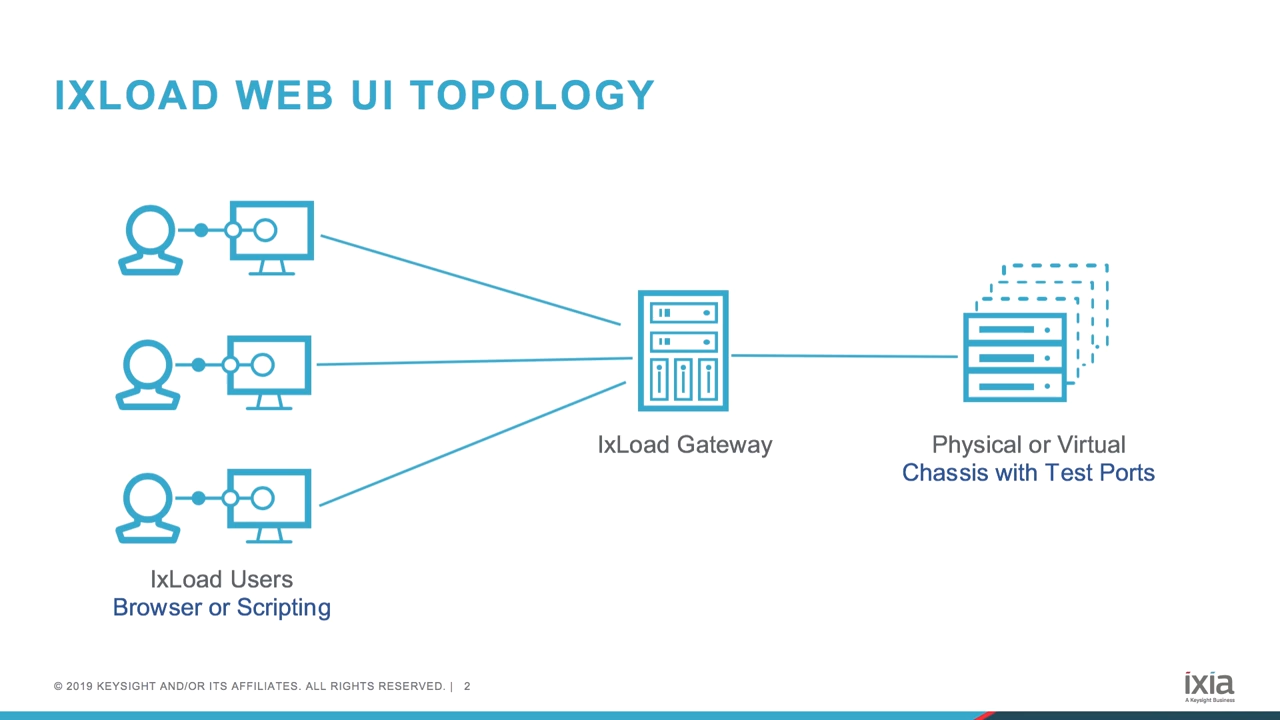 IXLOAD WEB UI TOPOLOGY
IxLoad Gateway
Physical or Virtual
Chassis with Test Ports
IxLoad Users
Browser or Scripting
© 2019 KEYSIGHT AND/OR ITS AFFILIATES. ALL RIGHTS RESERVED. | 2
ixia
A Keysight Business